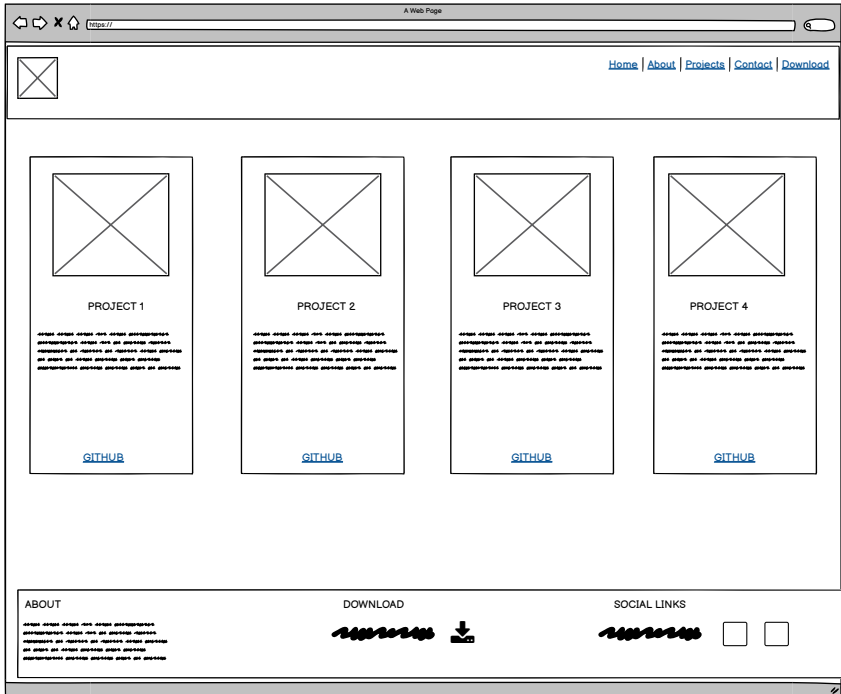 A Web Page
https://
Home | About | Projects | Contact | Download
PROJECT 1
GITHUB
PROJECT 2
GITHUB
PROJECT 3
GITHUB
PROJECT 4
GITHUB
ABOUT
DOWNLOAD
SOCIAL LINKS